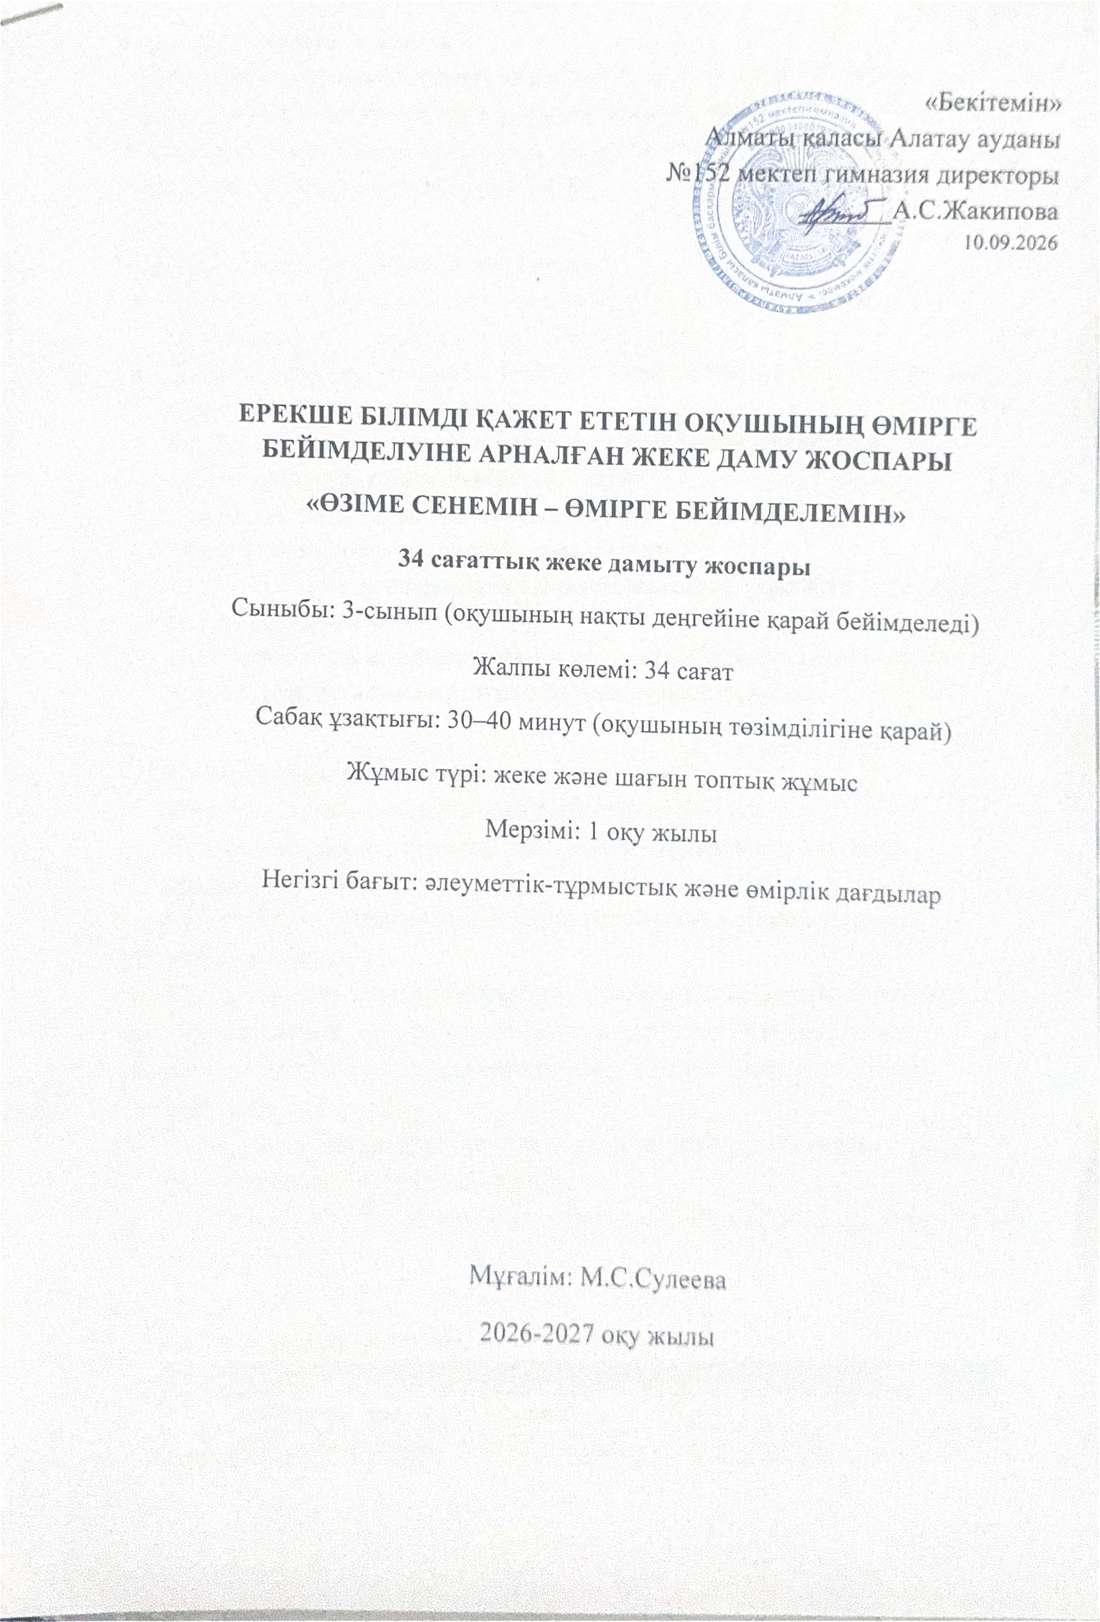 «Бекітемін»
Алматы қаласы Алатау ауданы
№152 мектеп гимназия директоры
А.С.Жакипова
10.09.2026
ЕРЕКШЕ БІЛІМДІ ҚАЖЕТ ЕТЕТІН ОҚУШЫНЫҢ ӨМІРГЕ
БЕЙІМДЕЛУІНЕ АРНАЛҒАН ЖЕКЕ ДАМУ ЖОСПАРЫ
«ӨЗІМЕ СЕНЕМІН – ӨМІРГЕ БЕЙІМДЕЛЕМІН»
34 сағаттық жеке дамыту жоспары
Сыныбы: 3-сынып (оқушының нақты деңгейіне қарай бейімделеді)
Жалпы көлемі: 34 сағат
Сабақ ұзақтығы: 30–40 минут (оқушының төзімділігіне қарай)
Жұмыс түрі: жеке және шағын топтық жұмыс
Мерзімі: 1 оқу жылы
Негізгі бағыт: әлеуметтік-тұрмыстық және өмірлік дағдылар
Мұғалім: М.С.Сулеева
2026-2027 оқу жылы